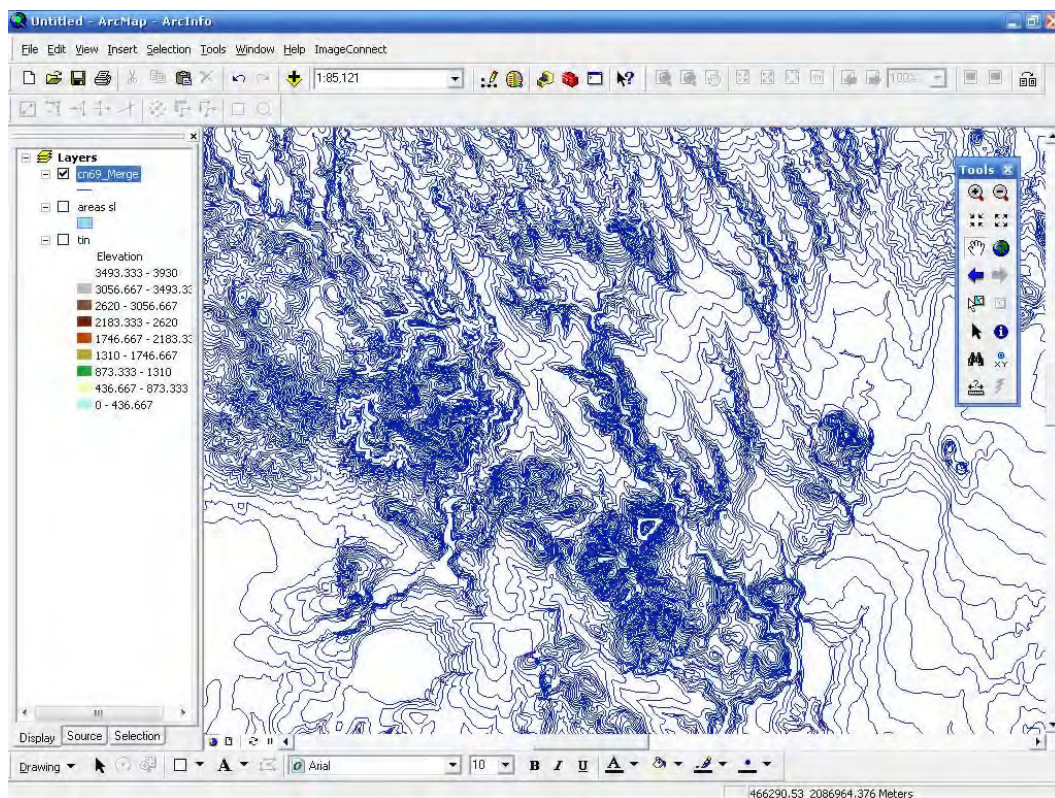 Untitled - ArcMap - ArcInfo
File Edit View Insert Selection Tools Window Help ImageConnect
1:85,121
100%
Layers
cn69_Merge
areas sl
tin
Elevation
3493.333 - 3930
3056.667 - 3493.33
2620 - 3056.667
2183.333 - 2620
1746.667 - 2183.33
1310 - 1746.667
873.333 - 1310
436.667 - 873.333
0 - 436.667
Tools
XY
Display Source Selection
Drawing A Arial 10 B I U A
466290.53 2086964.376 Meters